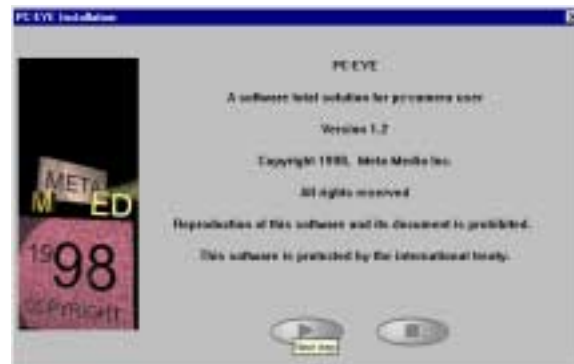 PC-EYE Installation
PC-EYE
A software total solution for pc-camera user
Version 1.2
Copyright 1998, Meta Media Inc.
All rights reserved
Reproduction of this software and its document is prohibited.
This software is protected by the international treaty.
META
M ED
1998
COPYRIGHT
Next step